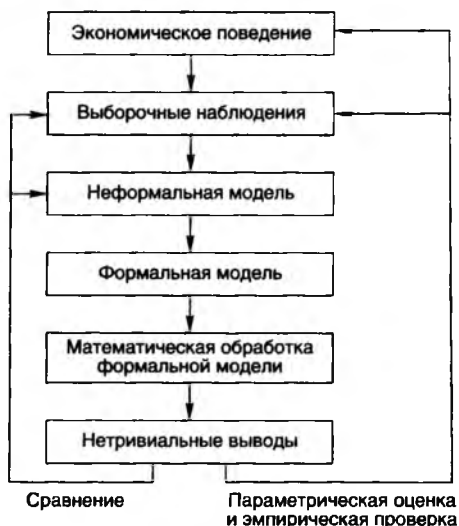 Экономическое поведение
Выборочные наблюдения
Неформальная модель
Формальная модель
Математическая обработка
формальной модели
Нетривиальные выводы
Сравнение
Параметрическая оценка
и эмпирическая проверка